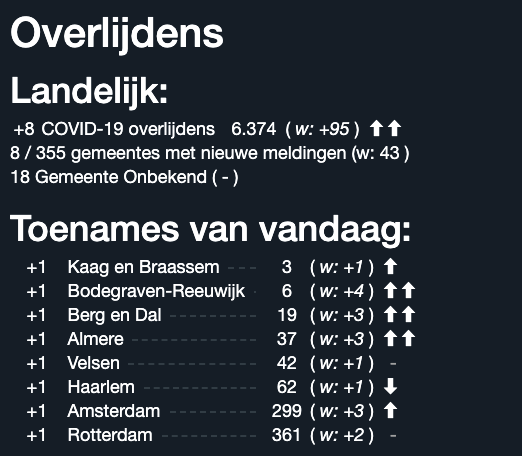 Overlijdens
Landelijk:
+8 COVID-19 overlijdens 6.374 ( w: +95 ) ⬆⬆
8 / 355 gemeentes met nieuwe meldingen (w: 43 )
18 Gemeente Onbekend ( - )
Toenames van vandaag:
+1 Kaag en Braassem --- 3 ( w: +1 ) ⬆
+1 Bodegraven-Reeuwijk - 6 ( w: +4 ) ⬆⬆
+1 Berg en Dal ---------- 19 ( w: +3 ) ⬆⬆
+1 Almere -------------- 37 ( w: +3 ) ⬆⬆
+1 Velsen -------------- 42 ( w: +1 ) -
+1 Haarlem ------------ 62 ( w: +1 ) ⬇
+1 Amsterdam ---------- 299 ( w: +3 ) ⬆
+1 Rotterdam ----------- 361 ( w: +2 ) -